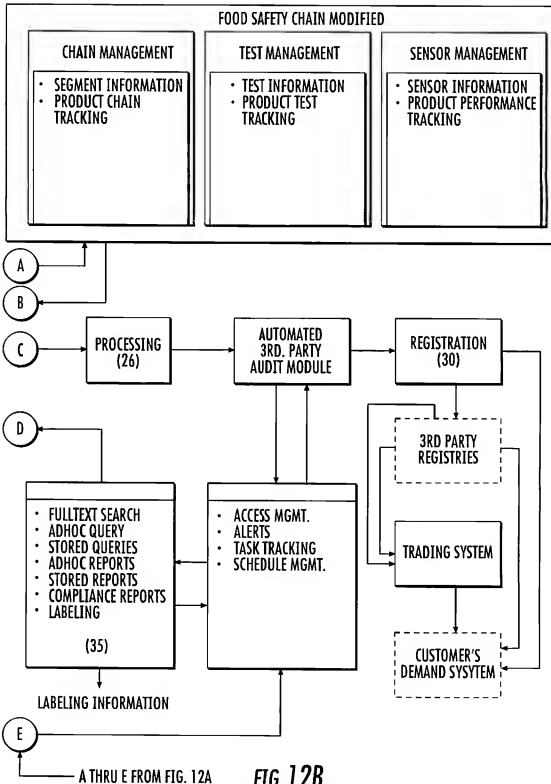 FOOD SAFETY CHAIN MODIFIED
CHAIN MANAGEMENT
· SEGMENT INFORMATION
· PRODUCT CHAIN
TRACKING
TEST MANAGEMENT
· TEST INFORMATION
· PRODUCT TEST
TRACKING
SENSOR MANAGEMENT
· SENSOR INFORMATION
· PRODUCT PERFORMANCE
TRACKING
A
B
C
PROCESSING
(26)
AUTOMATED
3RD. PARTY
AUDIT MODULE
REGISTRATION
(30)
D
3RD PARTY
REGISTRIES
· FULLTEXT SEARCH
· ADHOC QUERY
· STORED QUERIES
· ADHOC REPORTS
· STORED REPORTS
· COMPLIANCE REPORTS
· LABELING
(35)
· ACCESS MGMT.
· ALERTS
· TASK TRACKING
· SCHEDULE MGMT.
TRADING SYSTEM
CUSTOMER'S
DEMAND SYSYTEM
LABELING INFORMATION
E
A THRU E FROM FIG. 12A
FIG 12B